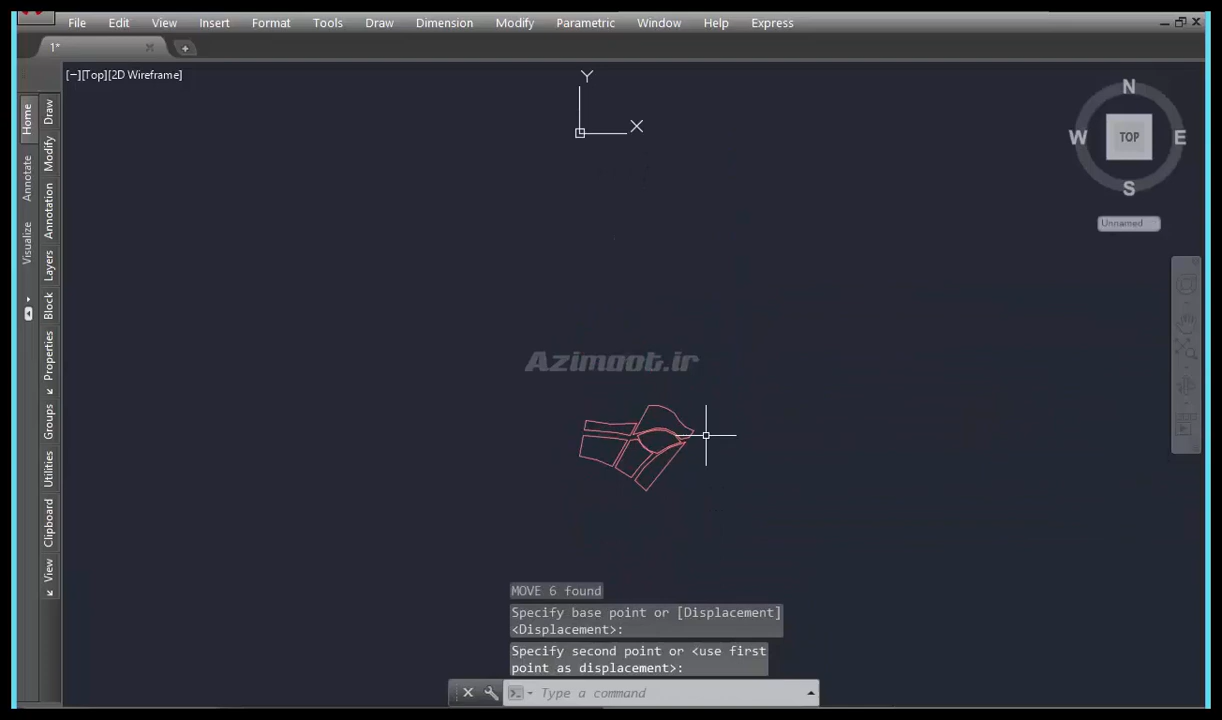 File Edit View Insert Format Tools Draw Dimension Modify Parametric Window Help Express
1*
[−][Top][2D Wireframe]
Home
Annotate
Visualize
Draw
Modify
Annotation
Layers
Block
Properties
Groups
Utilities
Clipboard
View
Y
X
N
W TOP E
S
Unnamed
Azimoot.ir
MOVE 6 found
Specify base point or [Displacement]
<Displacement>:
Specify second point or <use first
point as displacement>:
Type a command